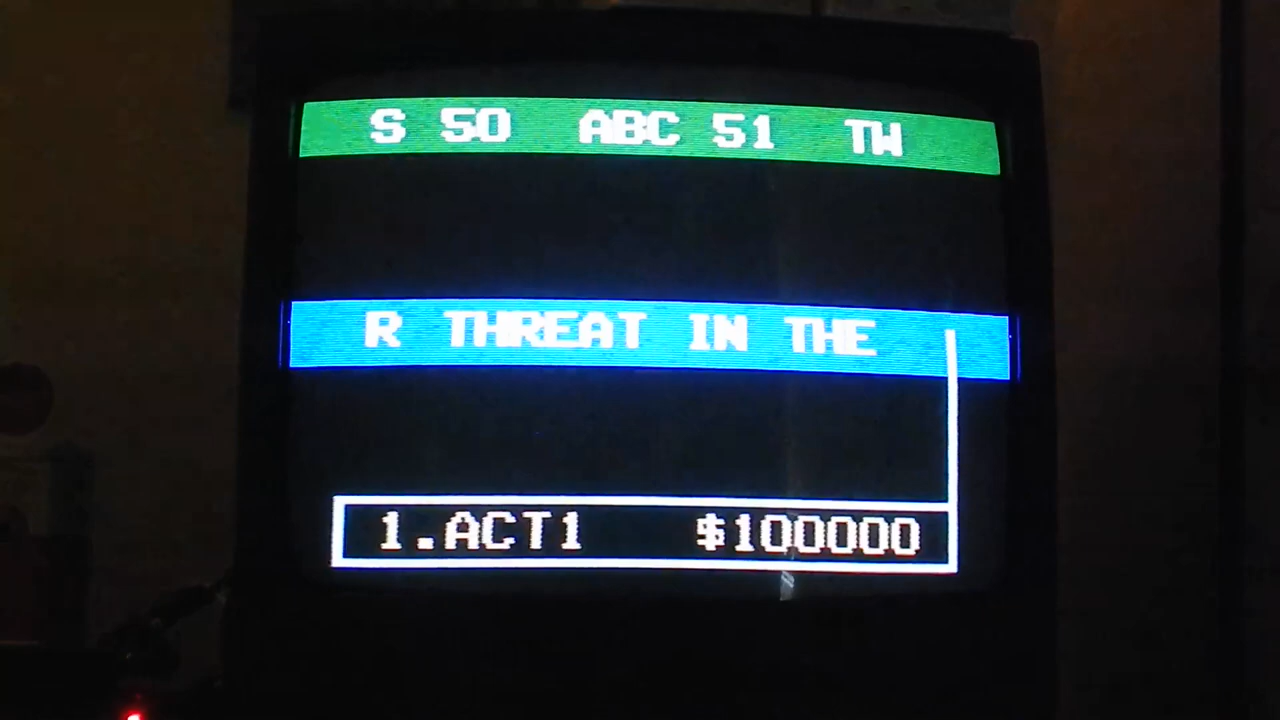 S 50 ABC 51 TW
R THREAT IN THE
1.ACT1 $100000